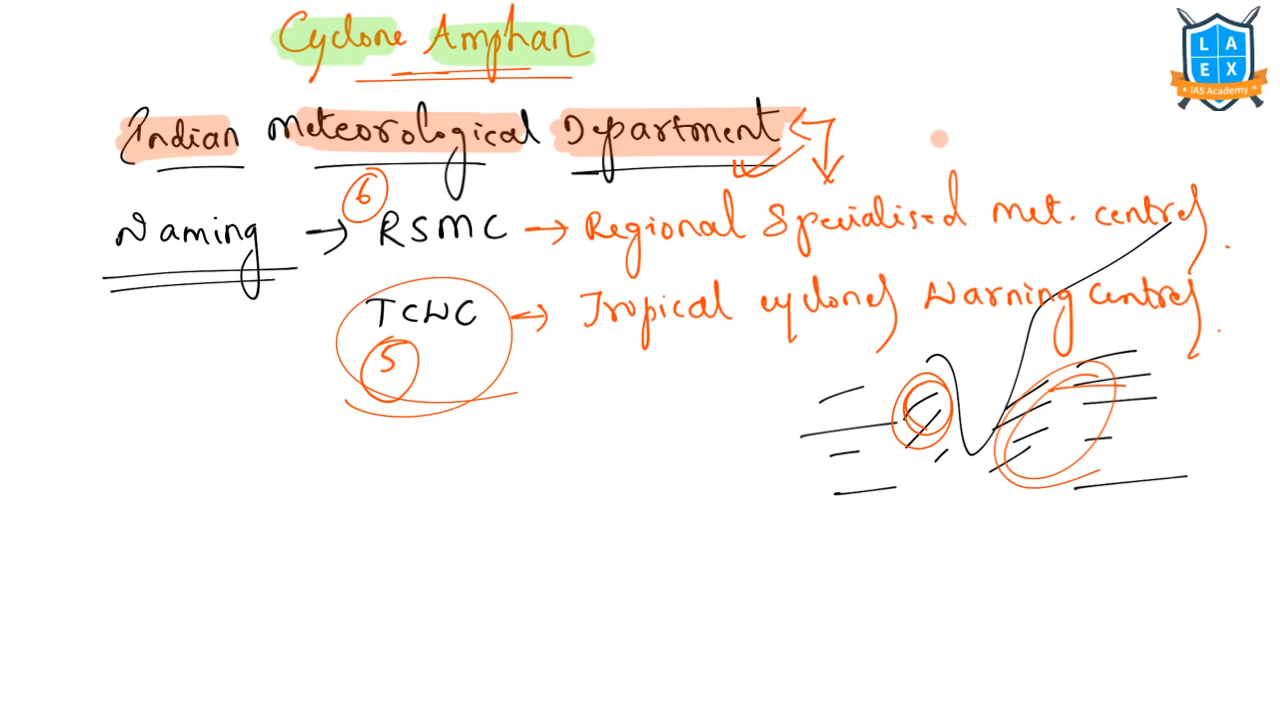 Cyclone Amphan
Indian Meteorological Department
Naming → 6 RSMC → Regional Specialised met. centres.
TCWC → Tropical cyclones Warning Centres.
5
L A
E X
IAS Academy